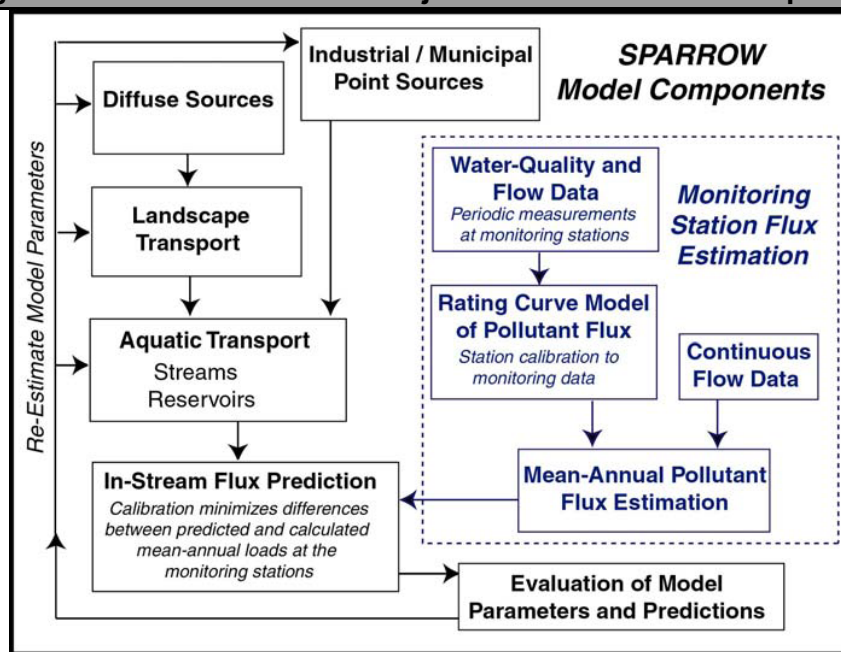 SPARROW
Model Components
Industrial / Municipal
Point Sources
Diffuse Sources
Landscape
Transport
Aquatic Transport
Streams
Reservoirs
In-Stream Flux Prediction
Calibration minimizes differences
between predicted and calculated
mean-annual loads at the
monitoring stations
Re-Estimate Model Parameters
Water-Quality and
Flow Data
Periodic measurements
at monitoring stations
Monitoring
Station Flux
Estimation
Rating Curve Model
of Pollutant Flux
Station calibration to
monitoring data
Continuous
Flow Data
Mean-Annual Pollutant
Flux Estimation
Evaluation of Model
Parameters and Predictions